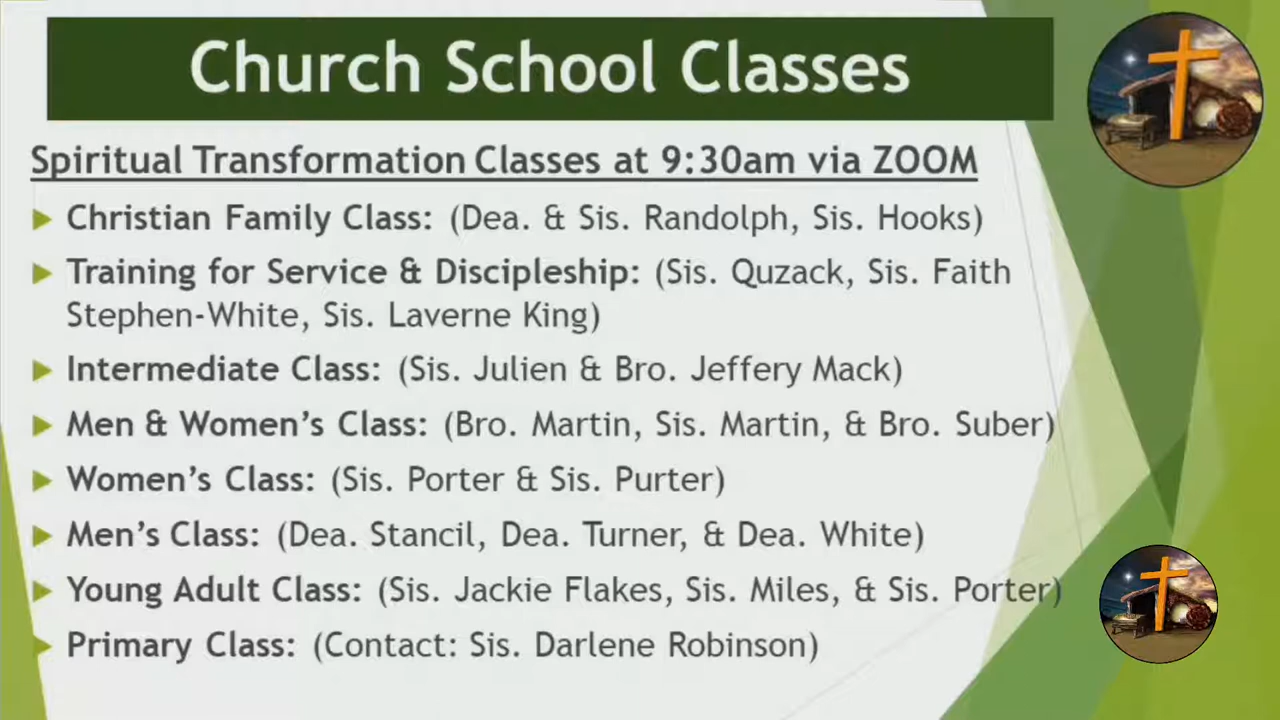 Church School Classes
Spiritual Transformation Classes at 9:30am via ZOOM
Christian Family Class: (Dea. & Sis. Randolph, Sis. Hooks)
Training for Service & Discipleship: (Sis. Quzack, Sis. Faith
Stephen-White, Sis. Laverne King)
Intermediate Class: (Sis. Julien & Bro. Jeffery Mack)
Men & Women's Class: (Bro. Martin, Sis. Martin, & Bro. Suber)
Women's Class: (Sis. Porter & Sis. Purter)
Men's Class: (Dea. Stancil, Dea. Turner, & Dea. White)
Young Adult Class: (Sis. Jackie Flakes, Sis. Miles, & Sis. Porter)
Primary Class: (Contact: Sis. Darlene Robinson)